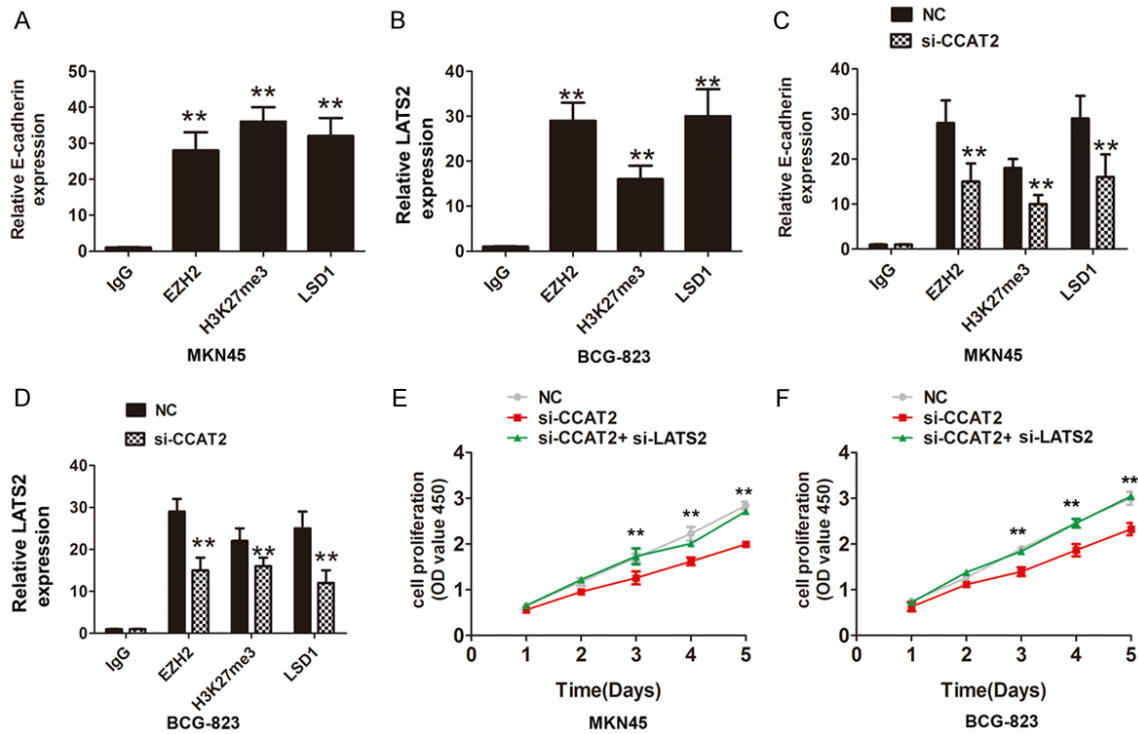 A
Relative E-cadherin
expression
50
40
30
20
10
0
**
**
**
IgG
EZH2
H3K27me3
LSD1
MKN45
B
Relative LATS2
expression
40
30
20
10
0
**
**
**
IgG
EZH2
H3K27me3
LSD1
BCG-823
C
NC
si-CCAT2
Relative E-cadherin
expression
40
30
20
10
0
**
**
**
IgG
EZH2
H3K27me3
LSD1
MKN45
D
NC
si-CCAT2
Relative LATS2
expression
40
30
20
10
0
**
**
**
IgG
EZH2
H3K27me3
LSD1
BCG-823
E
NC
si-CCAT2
si-CCAT2+ si-LATS2
cell proliferation
(OD value 450)
4
3
2
1
0
**
**
**
0 1 2 3 4 5
Time(Days)
MKN45
F
NC
si-CCAT2
si-CCAT2+ si-LATS2
cell proliferation
(OD value 450)
4
3
2
1
0
**
**
**
0 1 2 3 4 5
Time(Days)
BCG-823